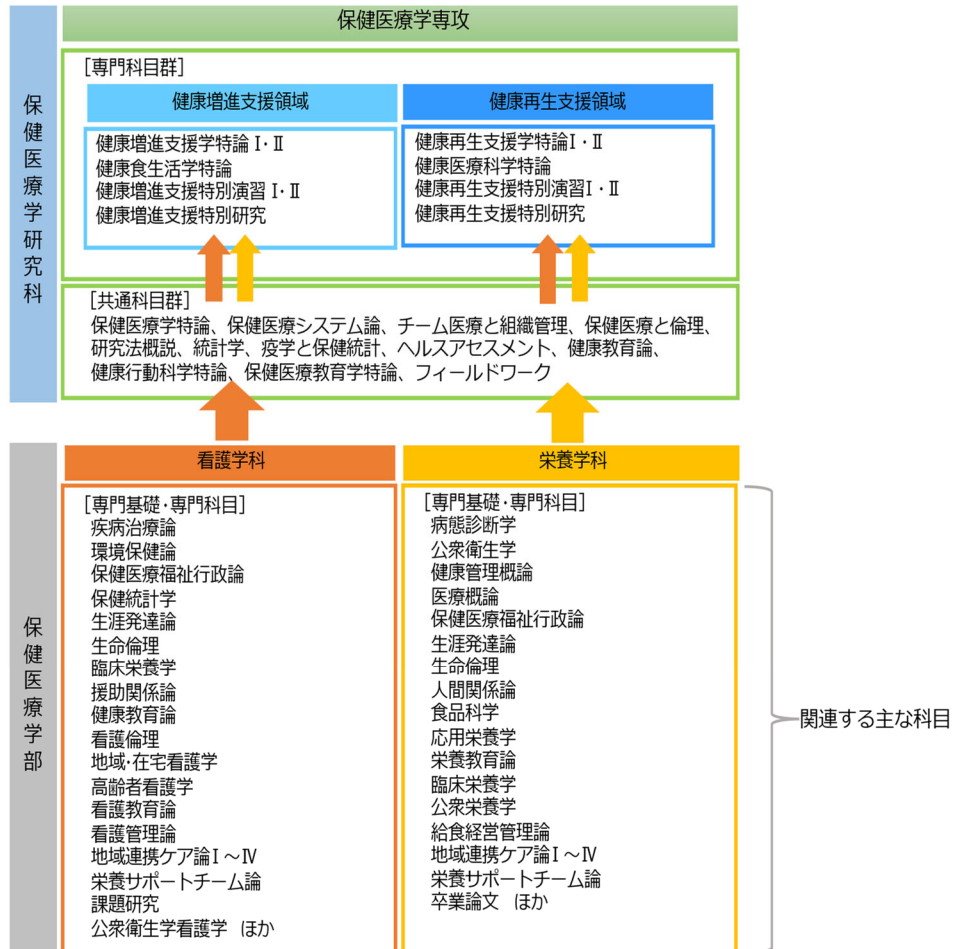 保健医療学研究科
保健医療学専攻
[専門科目群]
健康増進支援領域
健康増進支援学特論 Ⅰ・Ⅱ
健康食生活学特論
健康増進支援特別演習 Ⅰ・Ⅱ
健康増進支援特別研究
健康再生支援領域
健康再生支援学特論Ⅰ・Ⅱ
健康医療科学特論
健康再生支援特別演習Ⅰ・Ⅱ
健康再生支援特別研究
[共通科目群]
保健医療学特論、保健医療システム論、チーム医療と組織管理、保健医療と倫理、
研究法概説、統計学、疫学と保健統計、ヘルスアセスメント、健康教育論、
健康行動科学特論、保健医療教育学特論、フィールドワーク
保健医療学部
看護学科
[専門基礎・専門科目]
疾病治療論
環境保健論
保健医療福祉行政論
保健統計学
生涯発達論
生命倫理
臨床栄養学
援助関係論
健康教育論
看護倫理
地域・在宅看護学
高齢者看護学
看護教育論
看護管理論
地域連携ケア論Ⅰ～Ⅳ
栄養サポートチーム論
課題研究
公衆衛生学看護学 ほか
栄養学科
[専門基礎・専門科目]
病態診断学
公衆衛生学
健康管理概論
医療概論
保健医療福祉行政論
生涯発達論
生命倫理
人間関係論
食品科学
応用栄養学
栄養教育論
臨床栄養学
公衆栄養学
給食経営管理論
地域連携ケア論Ⅰ～Ⅳ
栄養サポートチーム論
卒業論文 ほか
関連する主な科目